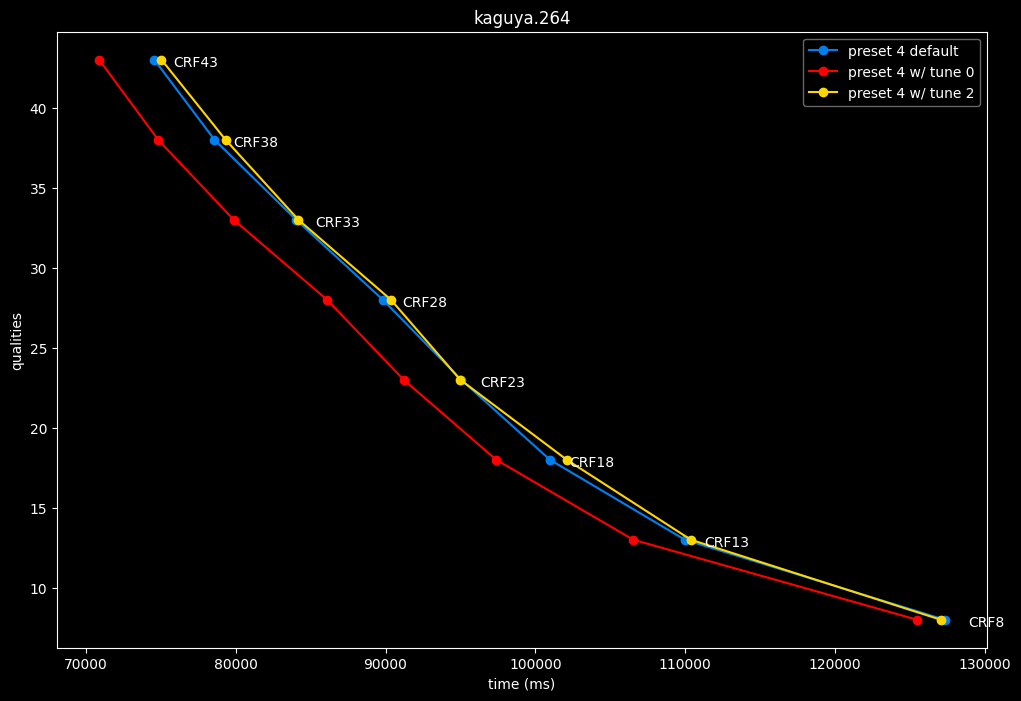 kaguya.264
preset 4 default
preset 4 w/ tune 0
preset 4 w/ tune 2
CRF43
CRF38
CRF33
CRF28
CRF23
CRF18
CRF13
CRF8
qualities
40
35
30
25
20
15
10
70000 80000 90000 100000 110000 120000 130000
time (ms)